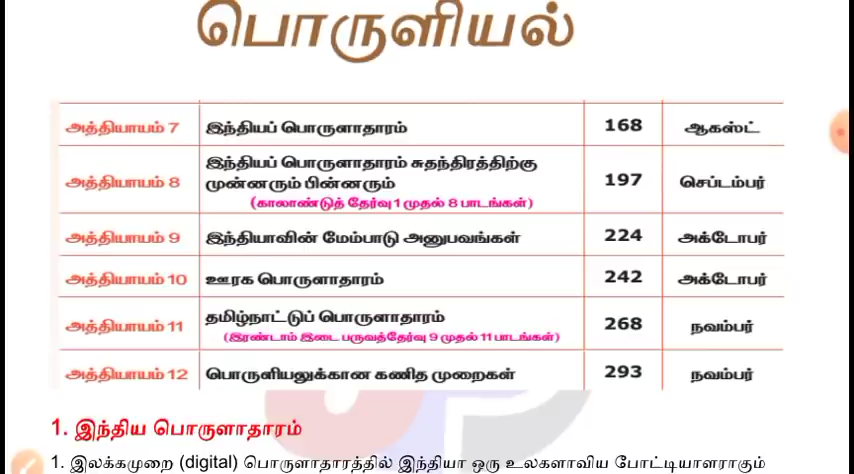 பொருளியல்
அத்தியாயம் 7 இந்தியப் பொருளாதாரம் 168 ஆகஸ்ட்
அத்தியாயம் 8 இந்தியப் பொருளாதாரம் சுதந்திரத்திற்கு முன்னரும் பின்னரும் 197 செப்டம்பர்
(காலாண்டுத் தேர்வு 1 முதல் 8 பாடங்கள்)
அத்தியாயம் 9 இந்தியாவின் மேம்பாடு அனுபவங்கள் 224 அக்டோபர்
அத்தியாயம் 10 ஊரக பொருளாதாரம் 242 அக்டோபர்
அத்தியாயம் 11 தமிழ்நாட்டுப் பொருளாதாரம் 268 நவம்பர்
(இரண்டாம் இடை பருவத்தேர்வு 9 முதல் 11 பாடங்கள்)
அத்தியாயம் 12 பொருளியலுக்கான கணித முறைகள் 293 நவம்பர்
1. இந்திய பொருளாதாரம்
1. இலக்கமுறை (digital) பொருளாதாரத்தில் இந்தியா ஒரு உலகளாவிய போட்டியாளராகும்